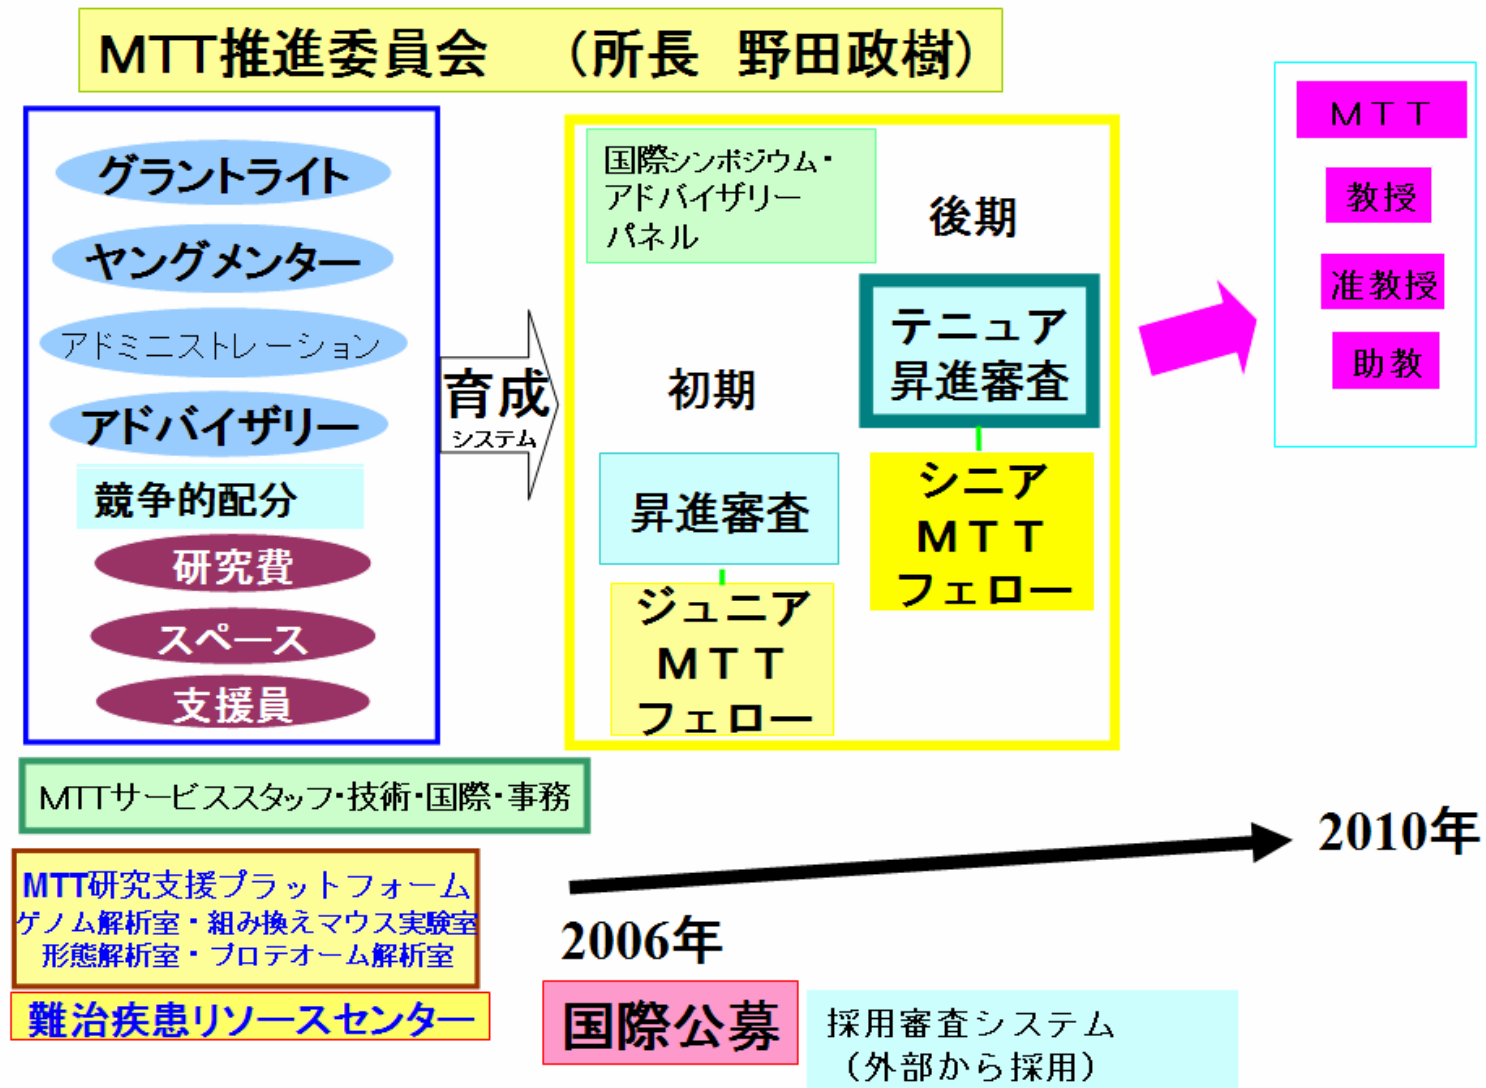 MTT推進委員会　（所長　野田政樹）
グラントライト
ヤングメンター
アドミニストレーション
アドバイザリー
競争的配分
研究費
スペース
支援員
育成
システム
国際シンポジウム・
アドバイザリー
パネル
初期
昇進審査
ジュニア
ＭＴＴ
フェロー
後期
テニュア
昇進審査
シニア
ＭＴＴ
フェロー
ＭＴＴ
教授
准教授
助教
MTTサービススタッフ・技術・国際・事務
MTT研究支援プラットフォーム
ゲノム解析室・組み換えマウス実験室
形態解析室・プロテオーム解析室
難治疾患リソースセンター
2006年
2010年
国際公募
採用審査システム
（外部から採用）